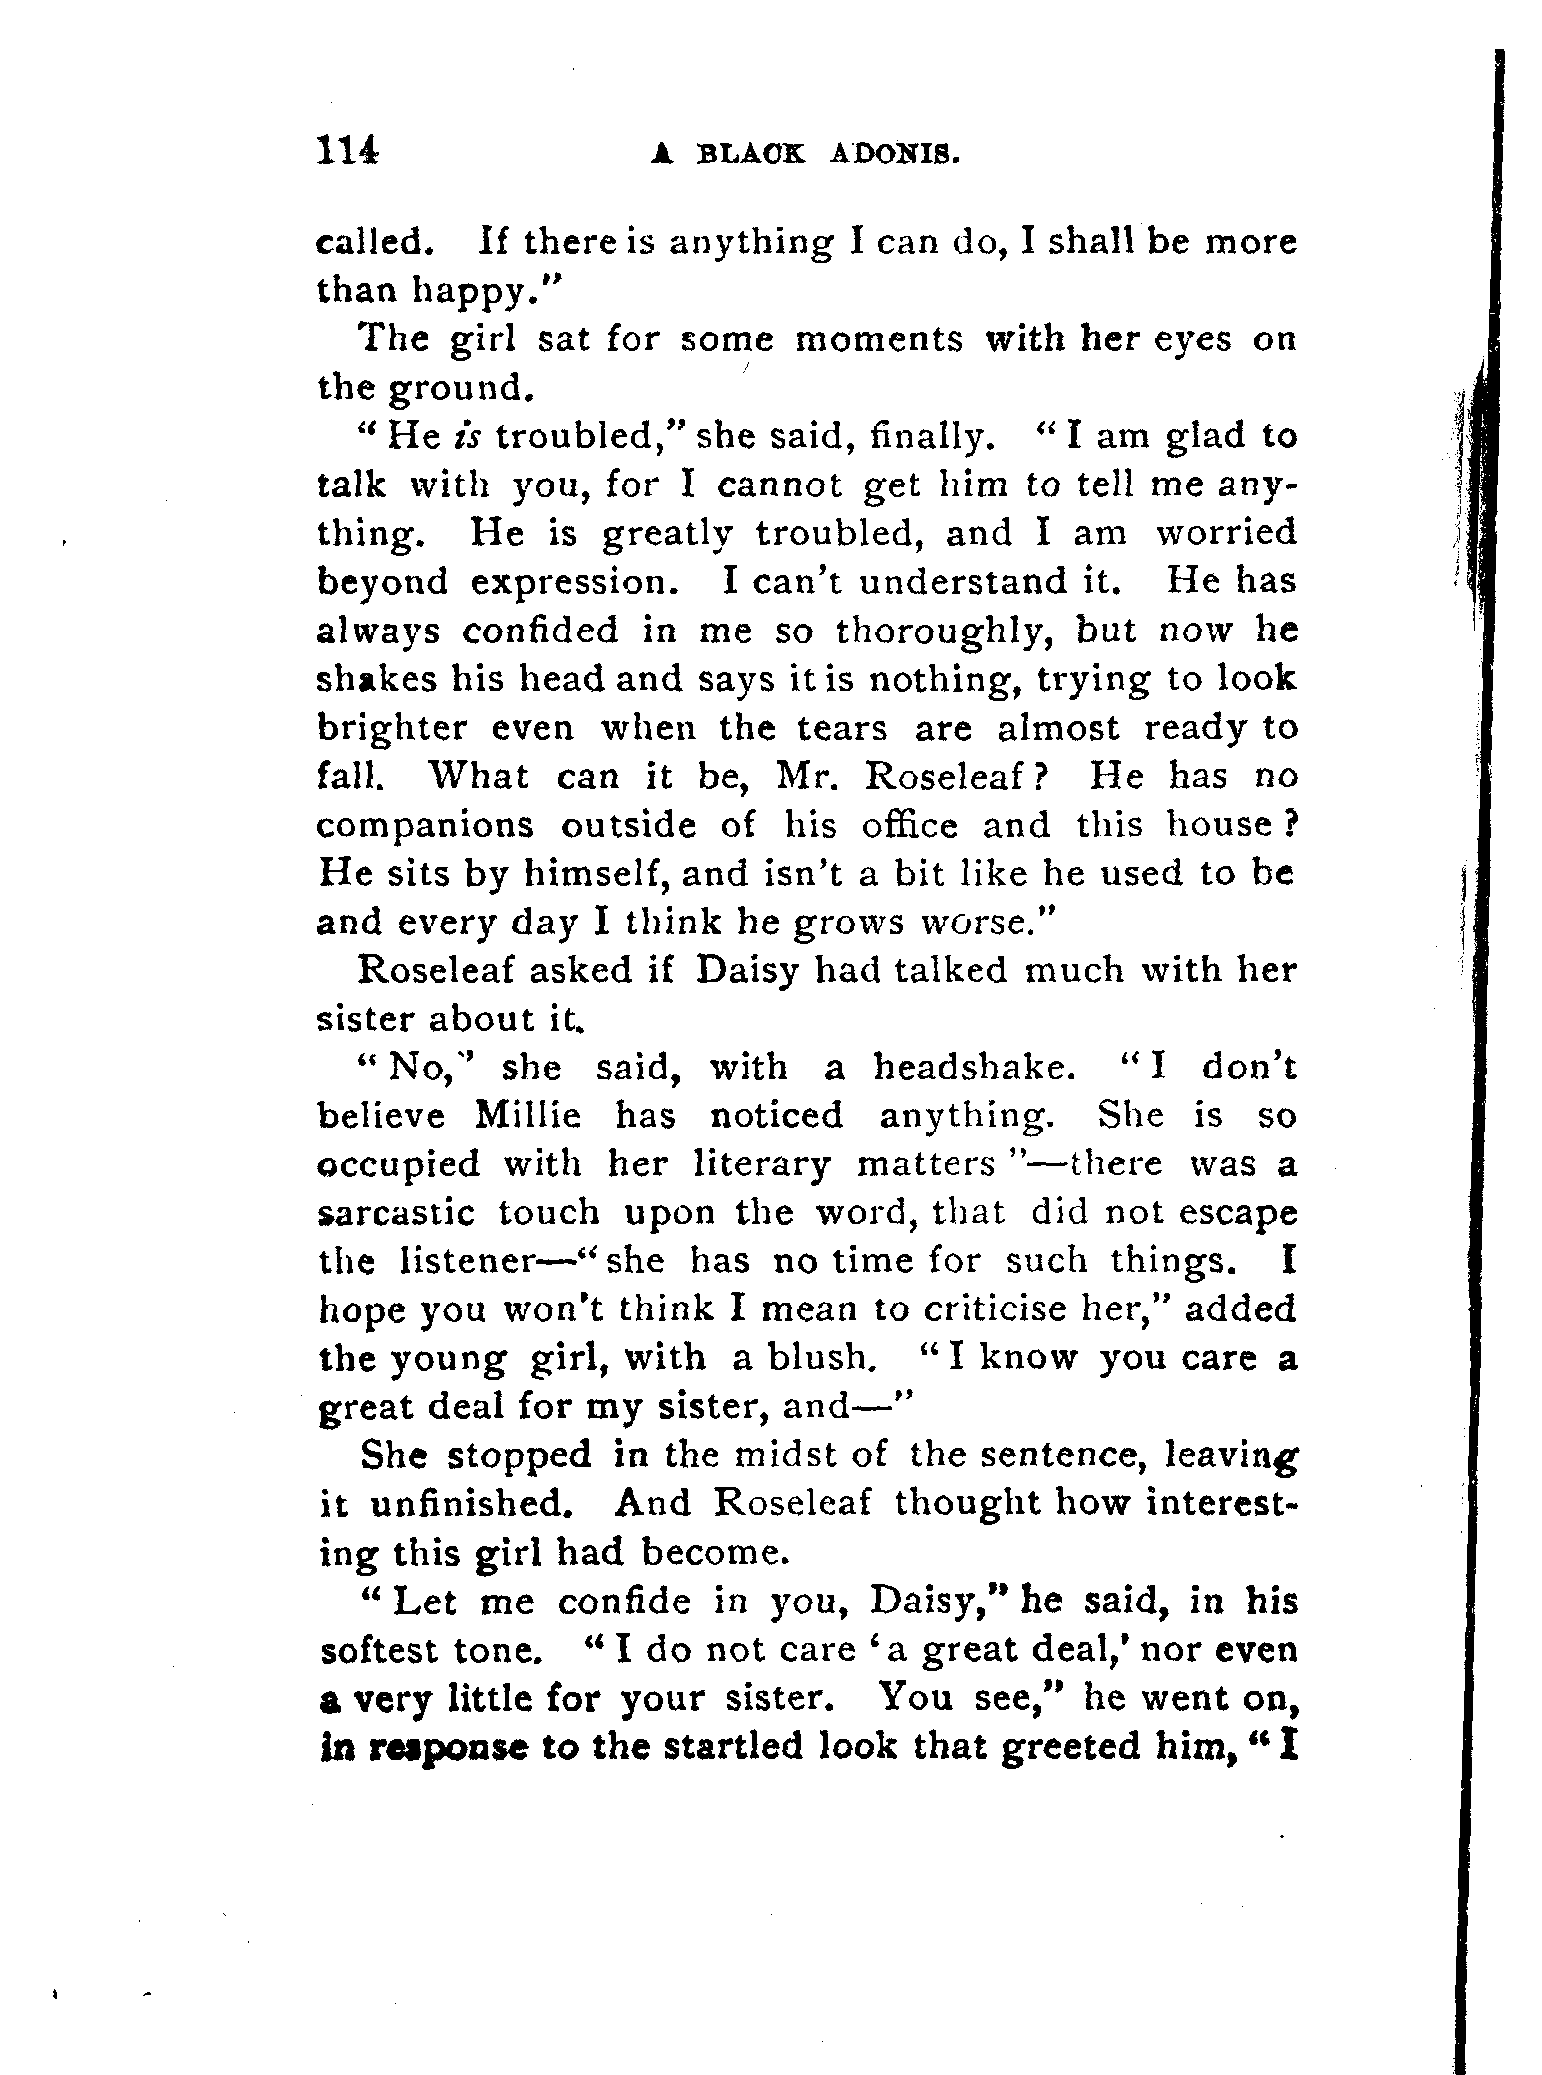 114 A BLACK ADONIS.
called. If there is anything I can do, I shall be more
than happy."
The girl sat for some moments with her eyes on
the ground.
"He is troubled," she said, finally. "I am glad to
talk with you, for I cannot get him to tell me any-
thing. He is greatly troubled, and I am worried
beyond expression. I can't understand it. He has
always confided in me so thoroughly, but now he
shakes his head and says it is nothing, trying to look
brighter even when the tears are almost ready to
fall. What can it be, Mr. Roseleaf? He has no
companions outside of his office and this house?
He sits by himself, and isn't a bit like he used to be
and every day I think he grows worse."
Roseleaf asked if Daisy had talked much with her
sister about it.
"No," she said, with a headshake. "I don't
believe Millie has noticed anything. She is so
occupied with her literary matters"—there was a
sarcastic touch upon the word, that did not escape
the listener—"she has no time for such things. I
hope you won't think I mean to criticise her," added
the young girl, with a blush. "I know you care a
great deal for my sister, and—"
She stopped in the midst of the sentence, leaving
it unfinished. And Roseleaf thought how interest-
ing this girl had become.
"Let me confide in you, Daisy," he said, in his
softest tone. "I do not care 'a great deal,' nor even
a very little for your sister. You see," he went on,
in response to the startled look that greeted him, "I